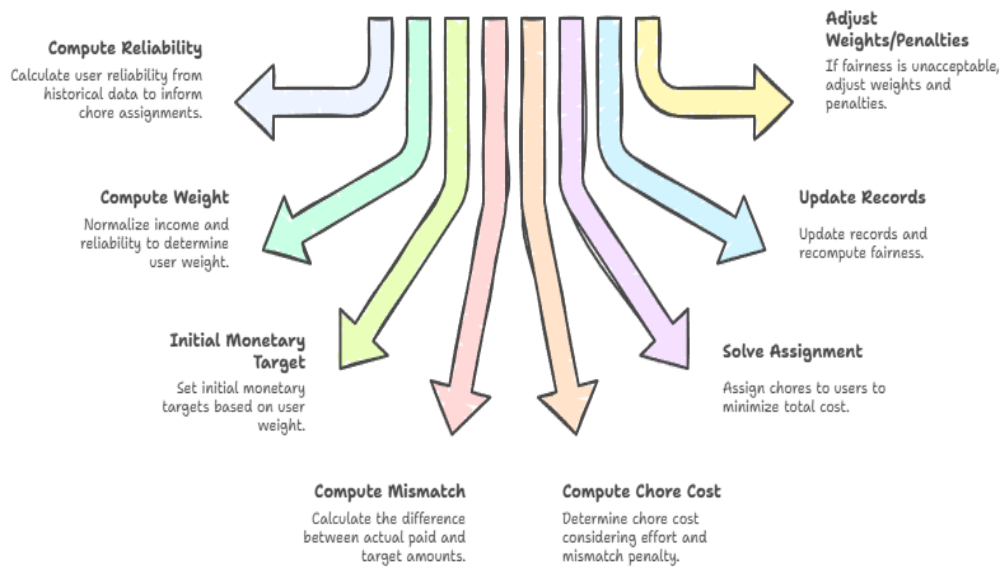 Compute Reliability
Calculate user reliability from
historical data to inform
chore assignments.
Compute Weight
Normalize income and
reliability to determine
user weight.
Initial Monetary
Target
Set initial monetary
targets based on user
weight.
Compute Mismatch
Calculate the difference
between actual paid and
target amounts.
Compute Chore Cost
Determine chore cost
considering effort and
mismatch penalty.
Solve Assignment
Assign chores to users to
minimize total cost.
Update Records
Update records and
recompute fairness.
Adjust
Weights/Penalties
If fairness is unacceptable,
adjust weights and
penalties.